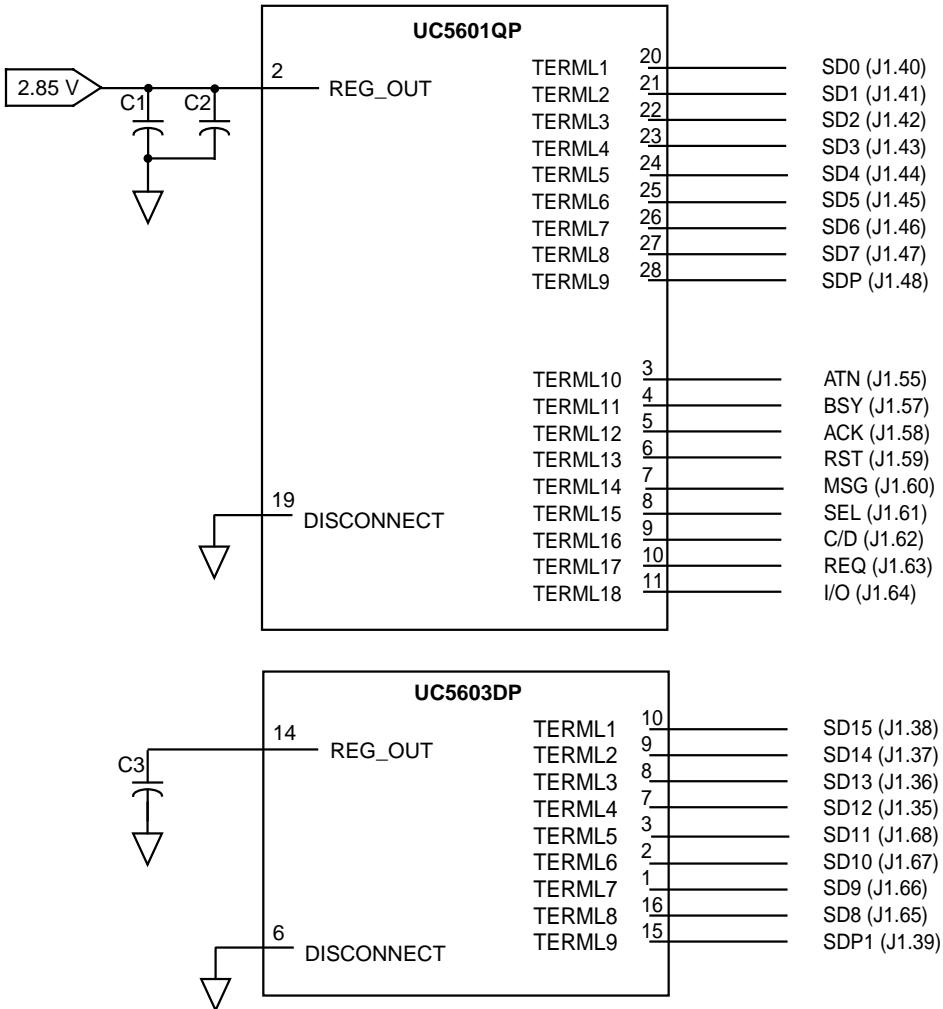 UC5601QP
2.85 V
C1
C2
2
REG_OUT
19
DISCONNECT
TERML1 20 SD0 (J1.40)
TERML2 21 SD1 (J1.41)
TERML3 22 SD2 (J1.42)
TERML4 23 SD3 (J1.43)
TERML5 24 SD4 (J1.44)
TERML6 25 SD5 (J1.45)
TERML7 26 SD6 (J1.46)
TERML8 27 SD7 (J1.47)
TERML9 28 SDP (J1.48)
TERML10 3 ATN (J1.55)
TERML11 4 BSY (J1.57)
TERML12 5 ACK (J1.58)
TERML13 6 RST (J1.59)
TERML14 7 MSG (J1.60)
TERML15 8 SEL (J1.61)
TERML16 9 C/D (J1.62)
TERML17 10 REQ (J1.63)
TERML18 11 I/O (J1.64)
UC5603DP
C3
14
REG_OUT
6
DISCONNECT
TERML1 10 SD15 (J1.38)
TERML2 9 SD14 (J1.37)
TERML3 8 SD13 (J1.36)
TERML4 7 SD12 (J1.35)
TERML5 3 SD11 (J1.68)
TERML6 2 SD10 (J1.67)
TERML7 1 SD9 (J1.66)
TERML8 16 SD8 (J1.65)
TERML9 15 SDP1 (J1.39)